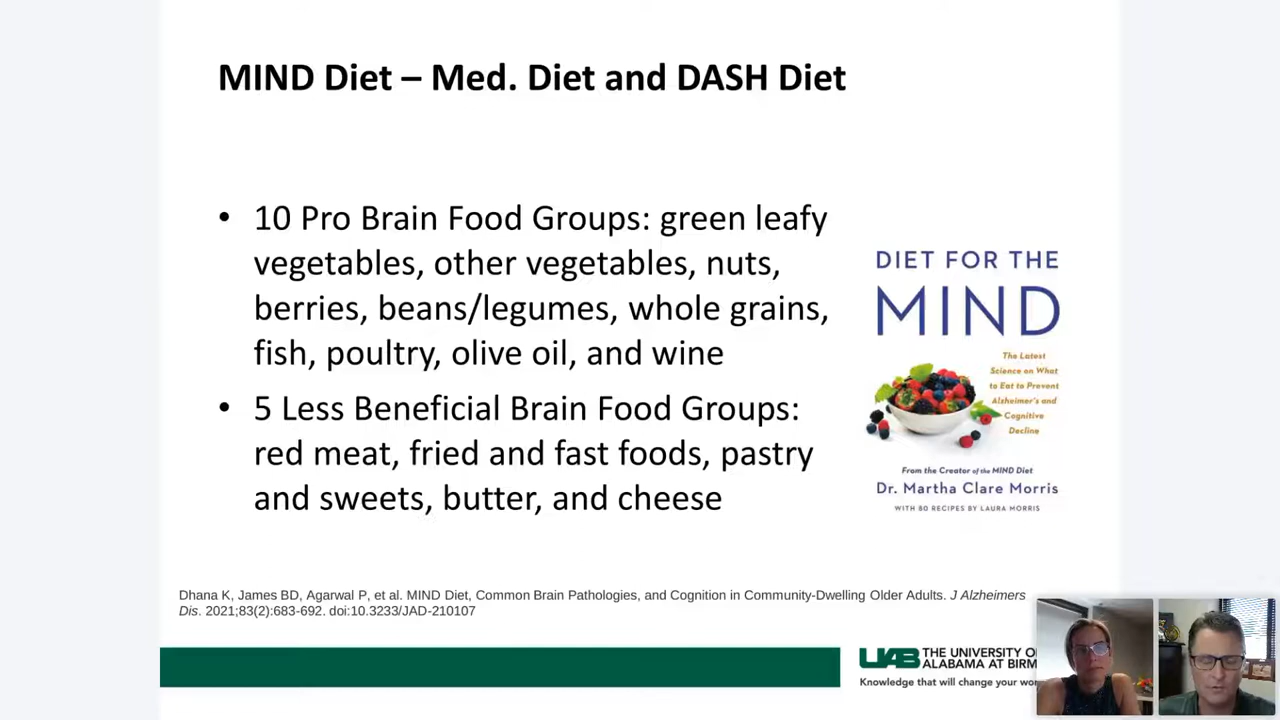 MIND Diet – Med. Diet and DASH Diet
• 10 Pro Brain Food Groups: green leafy
vegetables, other vegetables, nuts,
berries, beans/legumes, whole grains,
fish, poultry, olive oil, and wine
• 5 Less Beneficial Brain Food Groups:
red meat, fried and fast foods, pastry
and sweets, butter, and cheese
DIET FOR THE
MIND
The Latest
Science on What
to Eat to Prevent
Alzheimer's and
Cognitive
Decline
From the Creator of the MIND Diet
Dr. Martha Clare Morris
WITH 80 RECIPES BY LAURA MORRIS
Dhana K, James BD, Agarwal P, et al. MIND Diet, Common Brain Pathologies, and Cognition in Community-Dwelling Older Adults. J Alzheimers
Dis. 2021;83(2):683-692. doi:10.3233/JAD-210107
UAB THE UNIVERSITY
ALABAMA AT
Knowledge that will change your